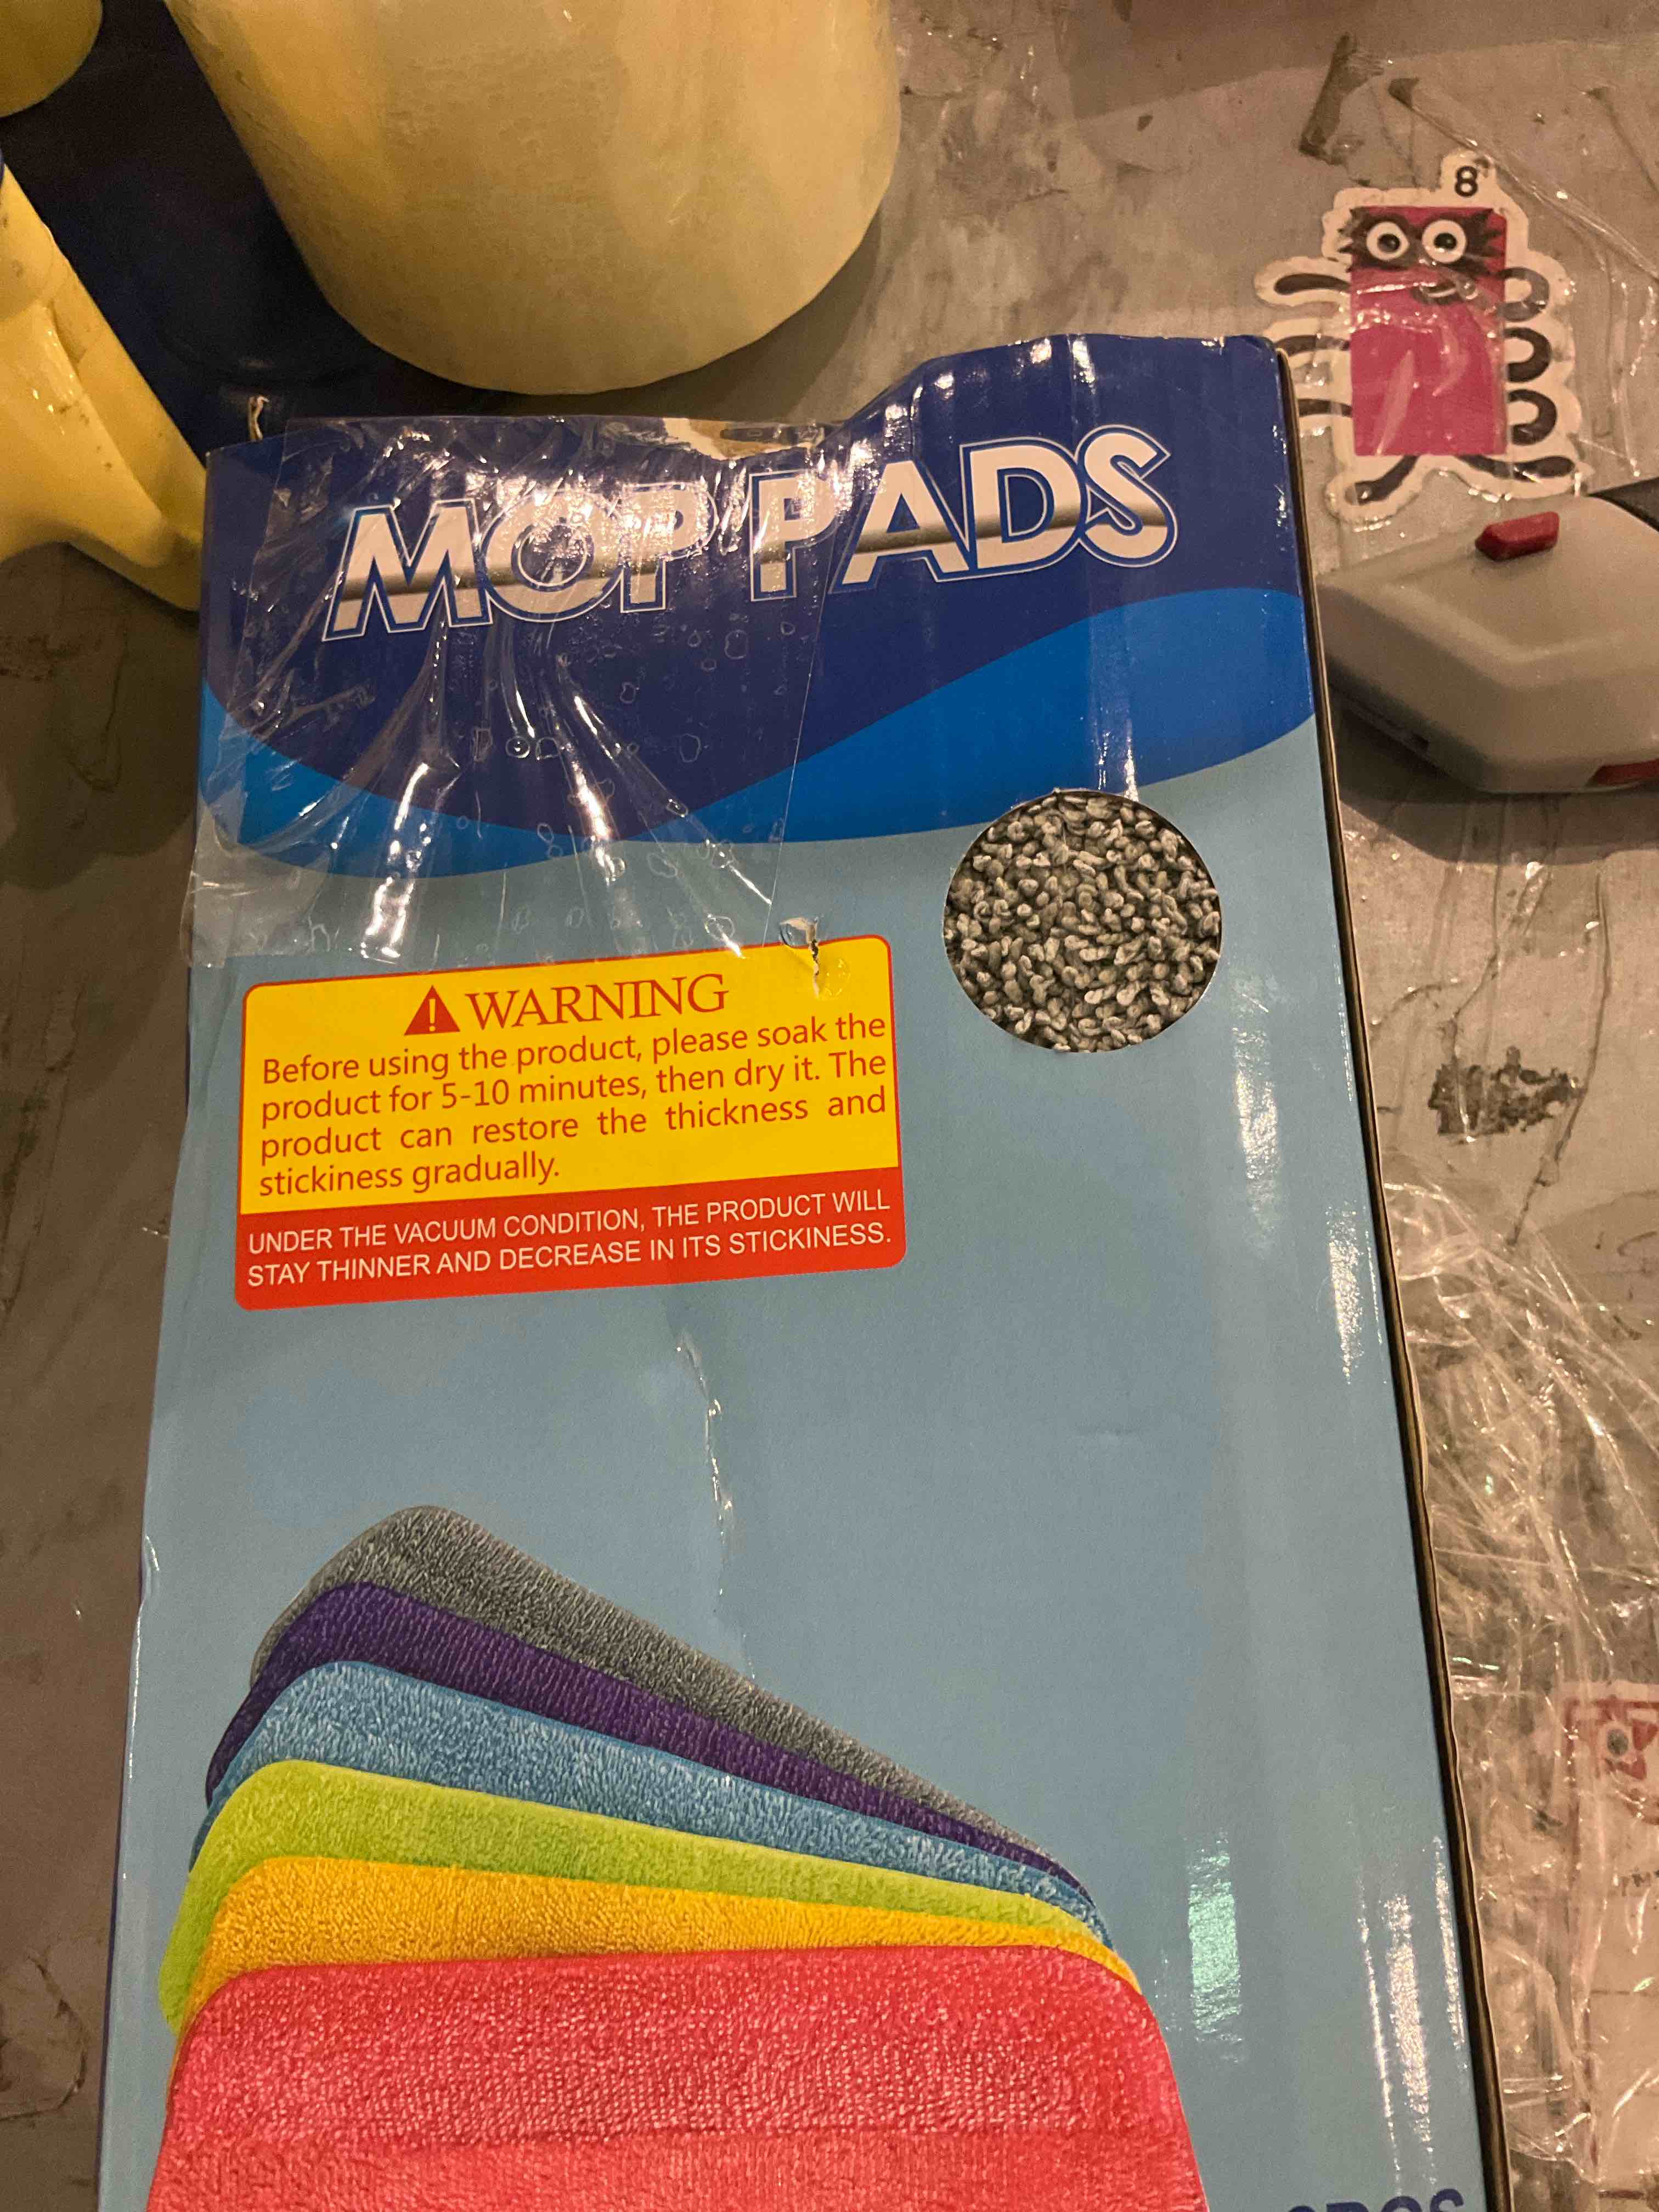 8
MOP PADS
WARNING
Before using the product, please soak the
product for 5-10 minutes, then dry it. The
product can restore the thickness and
stickiness gradually.
UNDER THE VACUUM CONDITION, THE PRODUCT WILL
STAY THINNER AND DECREASE IN ITS STICKINESS.